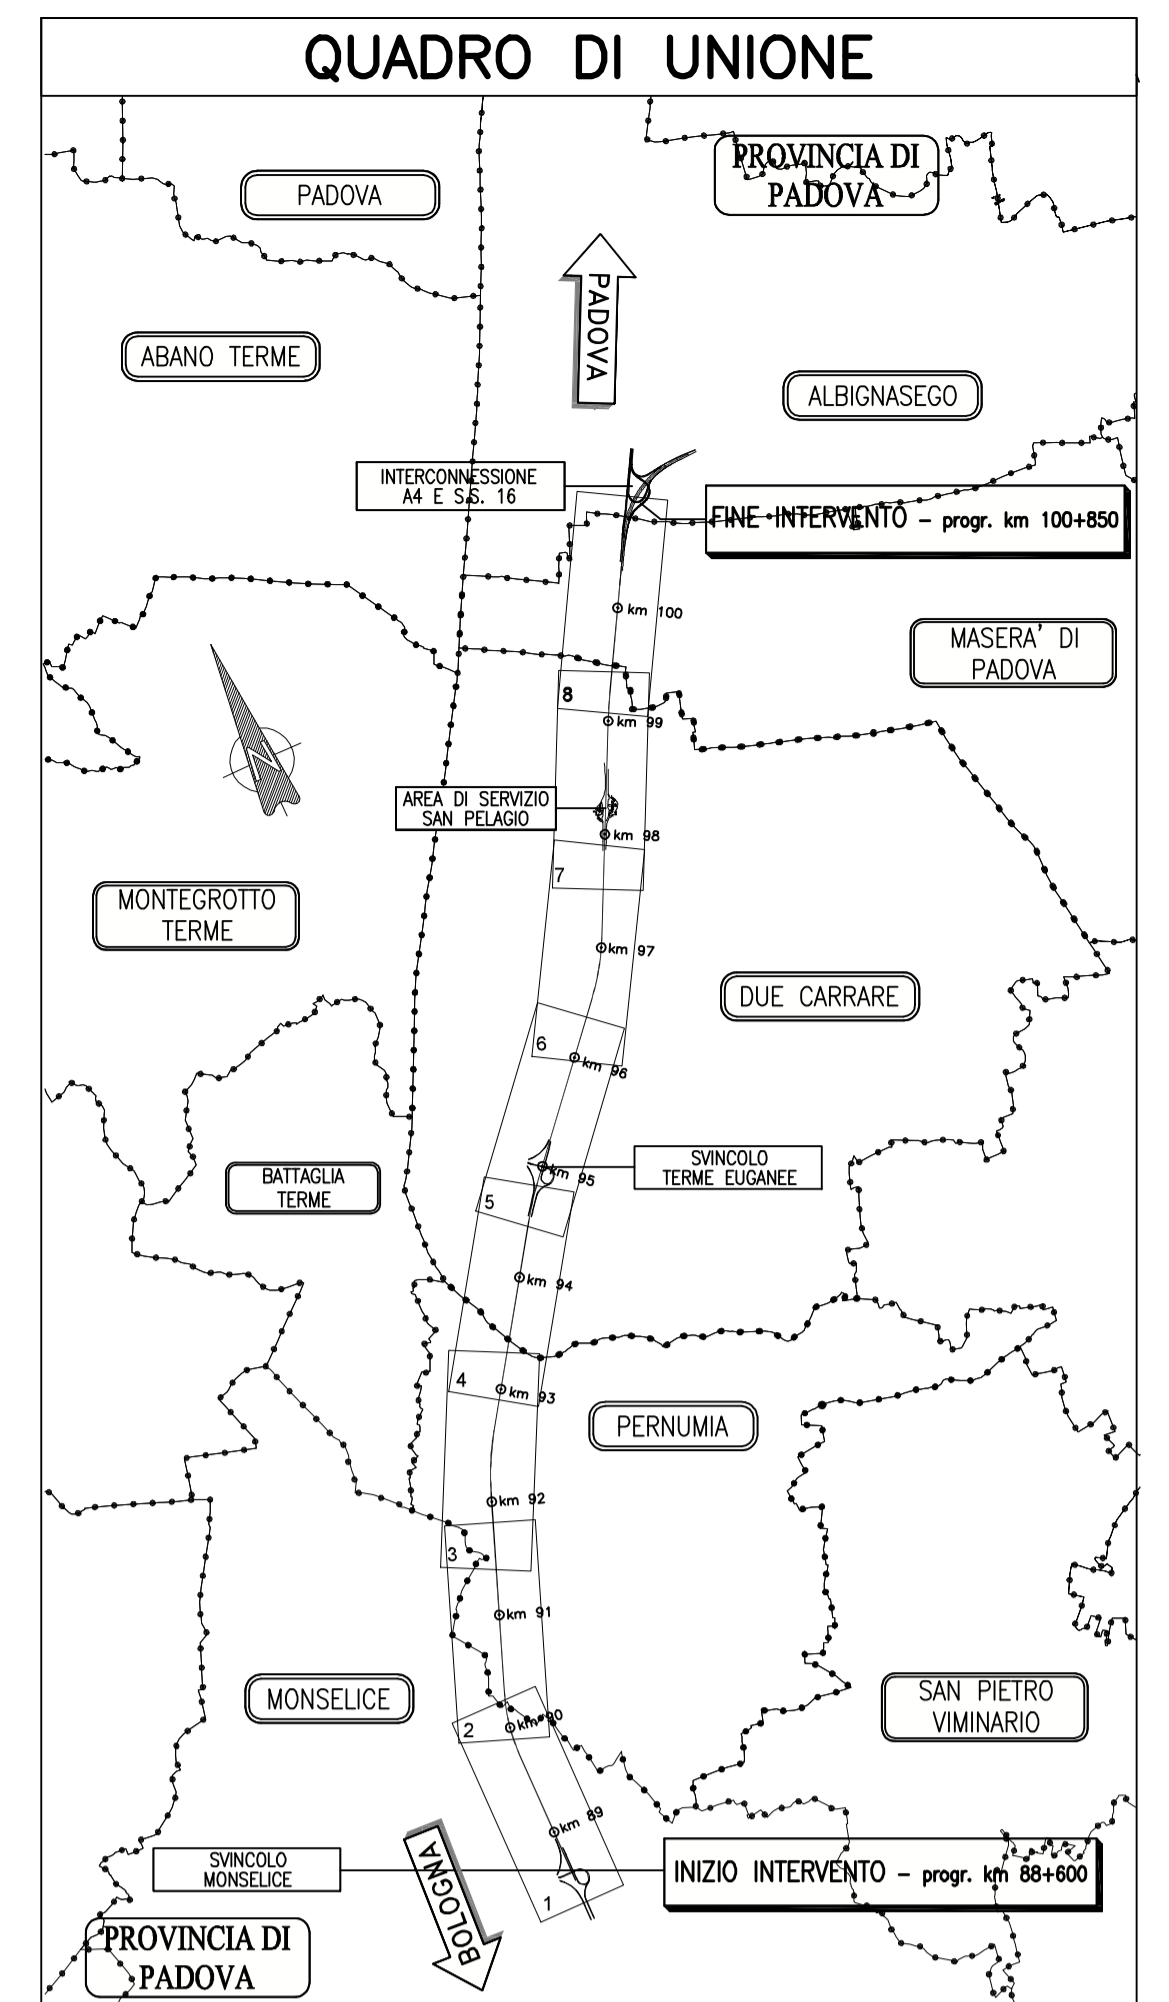 QUADRO DI UNIONE
PROVINCIA DI
PADOVA
PADOVA
PADOVA
ABANO TERME
ALBIGNASEGO
INTERCONNESSIONE
A4 E S.S. 16
FINE INTERVENTO - progr. km 100+850
km 100
MASERA' DI
PADOVA
8
km 99
N
AREA DI SERVIZIO
SAN PELAGIO
km 98
7
MONTEGROTTO
TERME
km 97
DUE CARRARE
6
km 96
SVINCOLO
TERME EUGANEE
km 95
BATTAGLIA
TERME
5
km 94
4
km 93
PERNUMIA
km 92
3
km 91
MONSELICE
SAN PIETRO
VIMINARIO
2
km 90
km 89
SVINCOLO
MONSELICE
BOLOGNA
INIZIO INTERVENTO - progr. km 88+600
1
PROVINCIA DI
PADOVA